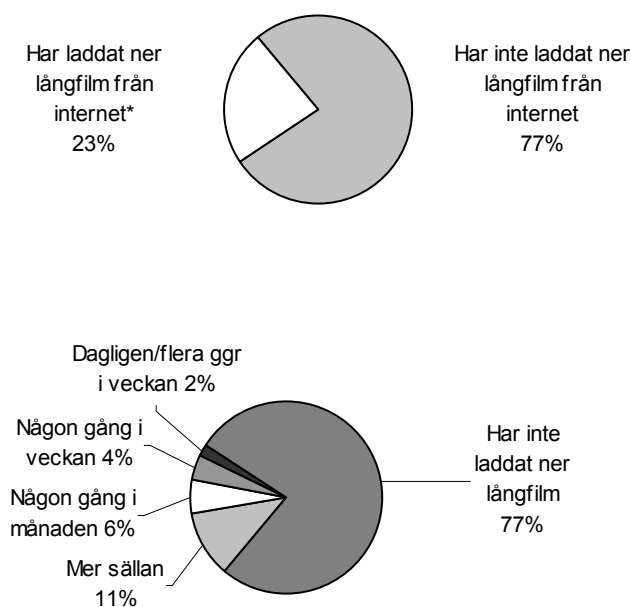 Har laddat ner
långfilm från
internet*
23%
Har inte laddat ner
långfilm från
internet
77%
Dagligen/flera ggr
i veckan 2%
Någon gång i
veckan 4%
Någon gång i
månaden 6%
Mer sällan
11%
Har inte
laddat ner
långfilm
77%